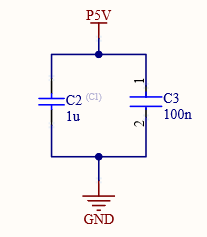 P5V
C2 (C1)
1u
1
C3
100n
2
GND